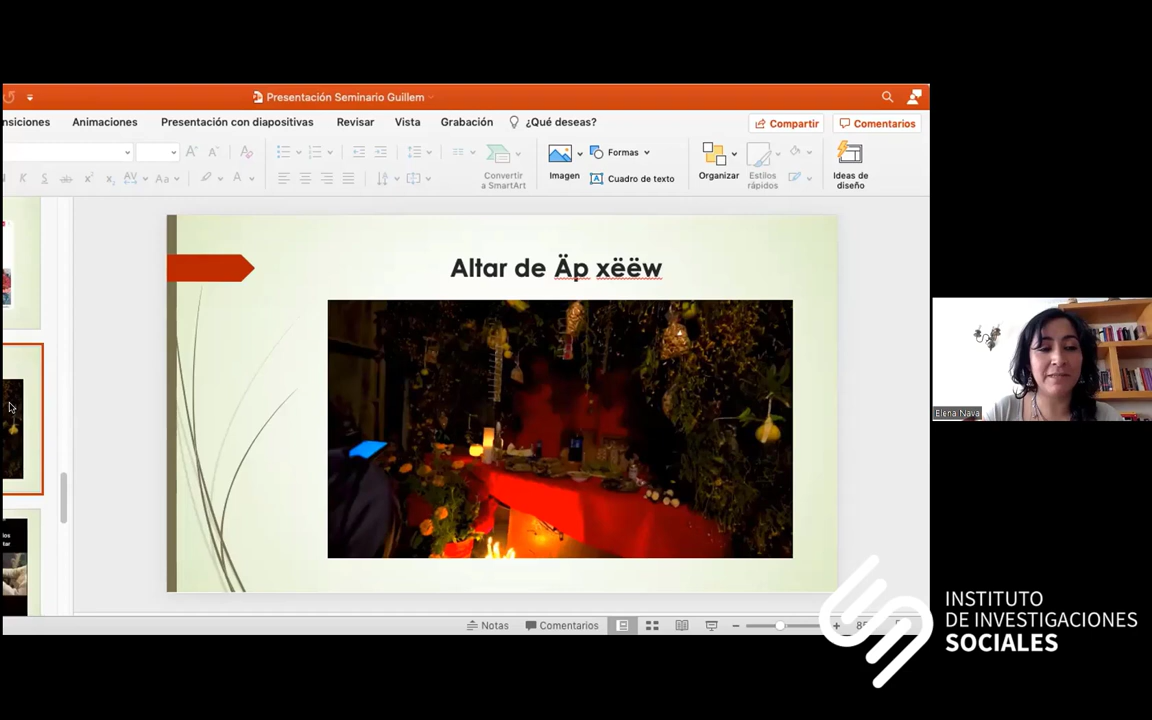 Presentación Seminario Guillem
nsiciones Animaciones Presentación con diapositivas Revisar Vista Grabación ¿Qué deseas? Compartir Comentarios
Convertir a SmartArt
Imagen
Formas
Cuadro de texto
Organizar
Estilos rápidos
Ideas de diseño
Altar de Äp xëëw
Elena Nava
los
tar
Notas Comentarios
INSTITUTO
DE INVESTIGACIONES
SOCIALES